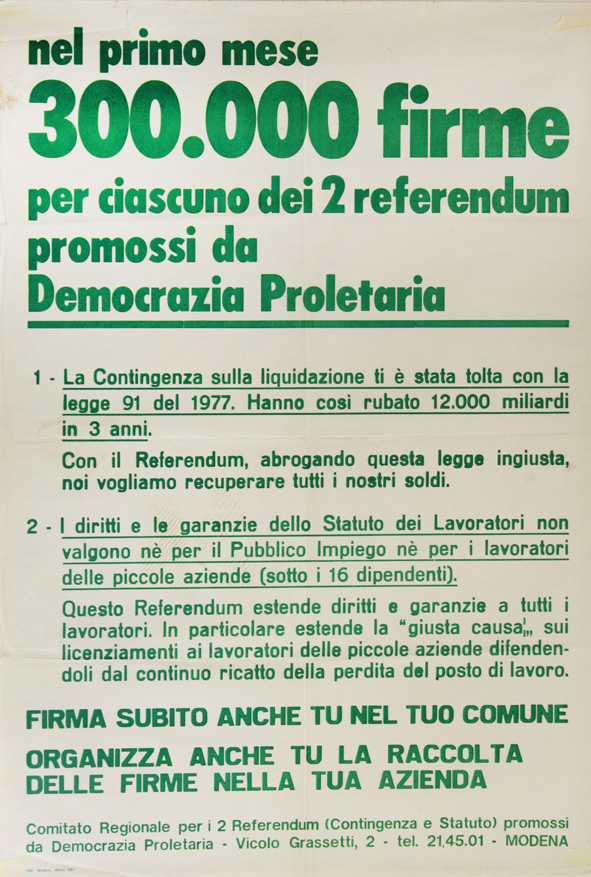 nel primo mese
300.000 firme
per ciascuno dei 2 referendum
promossi da
Democrazia Proletaria
1 - La Contingenza sulla liquidazione ti è stata tolta con la
legge 91 del 1977. Hanno cosi rubato 12.000 miliardi
in 3 anni.
Con il Referendum, abrogando questa legge ingiusta,
noi vogliamo recuperare tutti i nostri soldi.
2 - I diritti e le garanzie dello Statuto dei Lavoratori non
valgono nè per il Pubblico Impiego nè per i lavoratori
delle piccole aziende (sotto i 16 dipendenti).
Questo Referendum estende diritti e garanzie a tutti i
lavoratori. In particolare estende la "giusta causa„ sui
licenziamenti ai lavoratori delle piccole aziende difenden-
doli dal continuo ricatto della perdita del posto di lavoro.
FIRMA SUBITO ANCHE TU NEL TUO COMUNE
ORGANIZZA ANCHE TU LA RACCOLTA
DELLE FIRME NELLA TUA AZIENDA
Comitato Regionale per i 2 Referendum (Contingenza e Statuto) promossi
da Democrazia Proletaria - Vicolo Grassetti, 2 - tel. 21.45.01 - MODENA